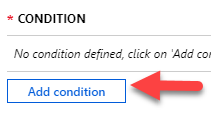 * CONDITION
No condition defined, click on 'Add co
Add condition